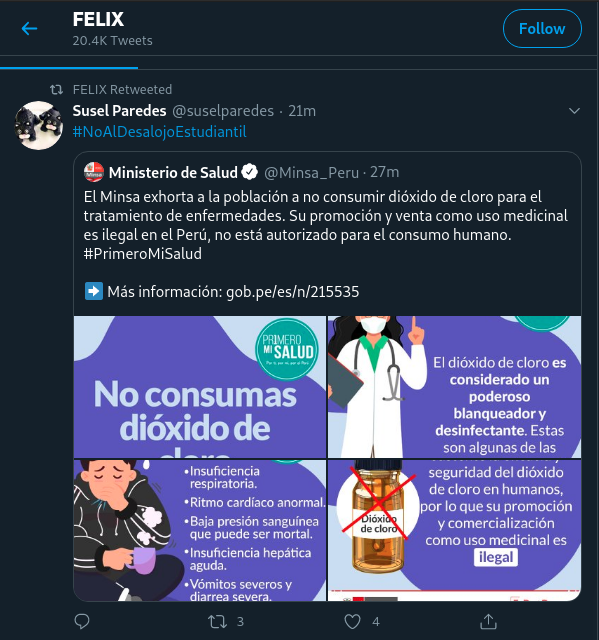 FELIX
20.4K Tweets
Follow
FELIX Retweeted
Susel Paredes @suselparedes · 21m
#NoAlDesalojoEstudiantil
Ministerio de Salud @Minsa_Peru · 27m
El Minsa exhorta a la población a no consumir dióxido de cloro para el
tratamiento de enfermedades. Su promoción y venta como uso medicinal
es ilegal en el Perú, no está autorizado para el consumo humano.
#PrimeroMiSalud
Más información: gob.pe/es/n/215535
PRIMERO
MI SALUD
No consumas
dióxido de
cloro
El dióxido de cloro es
considerado un
poderoso
blanqueador y
desinfectante. Estas
son algunas de las
•Insuficiencia
respiratoria.
•Ritmo cardíaco anormal.
•Baja presión sanguínea
que puede ser mortal.
•Insuficiencia hepática
aguda.
•Vómitos severos y
diarrea severa.
Dióxido
de cloro
seguridad del dióxido
de cloro en humanos,
por lo que su promoción
y comercialización
como uso medicinal es
ilegal
3
4